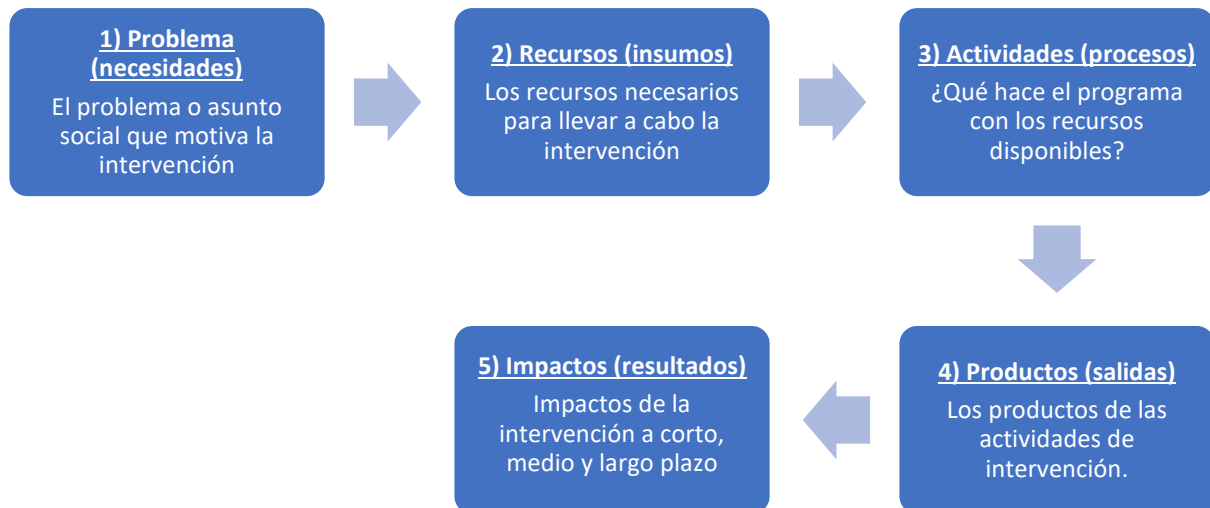 1) Problema
(necesidades)
El problema o asunto
social que motiva la
intervención
2) Recursos (insumos)
Los recursos necesarios
para llevar a cabo la
intervención
3) Actividades (procesos)
¿Qué hace el programa
con los recursos
disponibles?
4) Productos (salidas)
Los productos de las
actividades de
intervención.
5) Impactos (resultados)
Impactos de la
intervención a corto,
medio y largo plazo